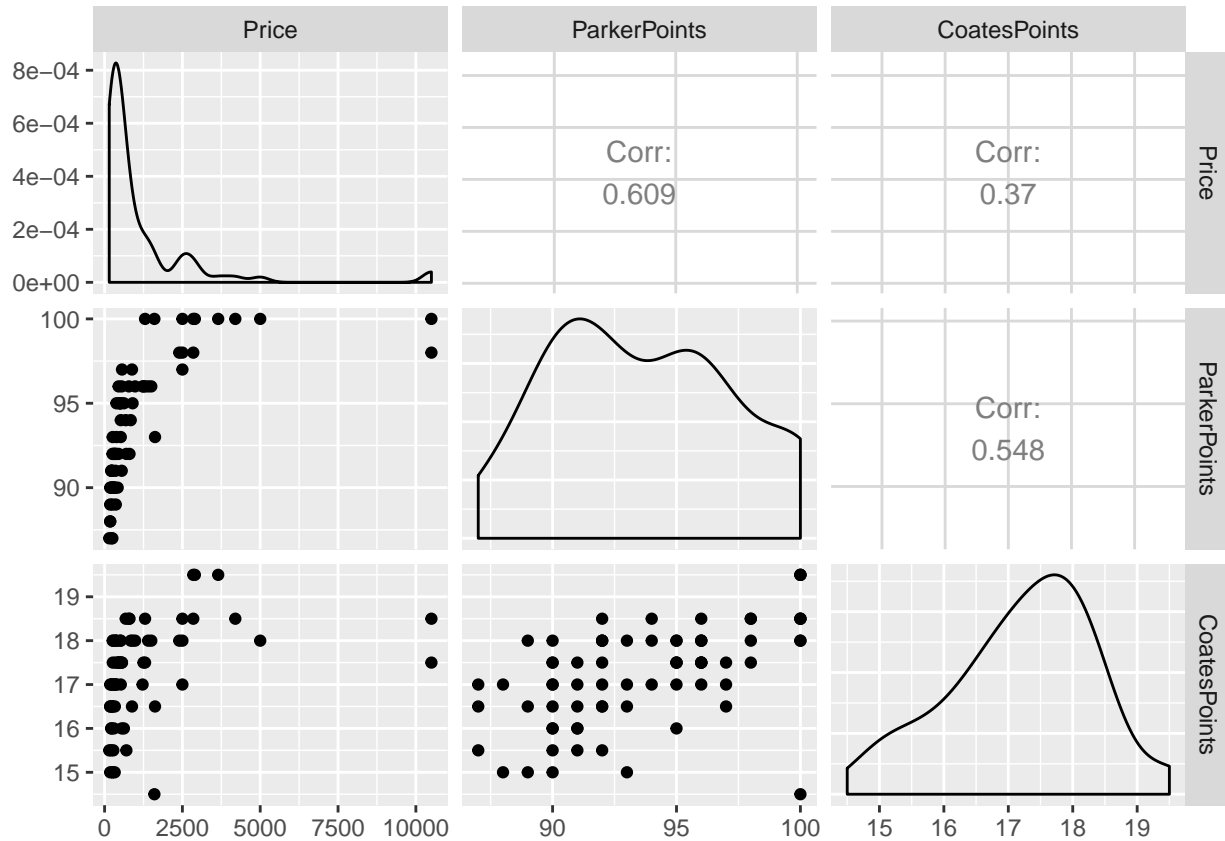 Price
ParkerPoints
CoatesPoints
8e−04
6e−04
4e−04
2e−04
0e+00
Corr:
0.609
Corr:
0.37
Price
100
95
90
Corr:
0.548
ParkerPoints
19
18
17
16
15
CoatesPoints
0 2500 5000 7500 10000
90 95 100
15 16 17 18 19